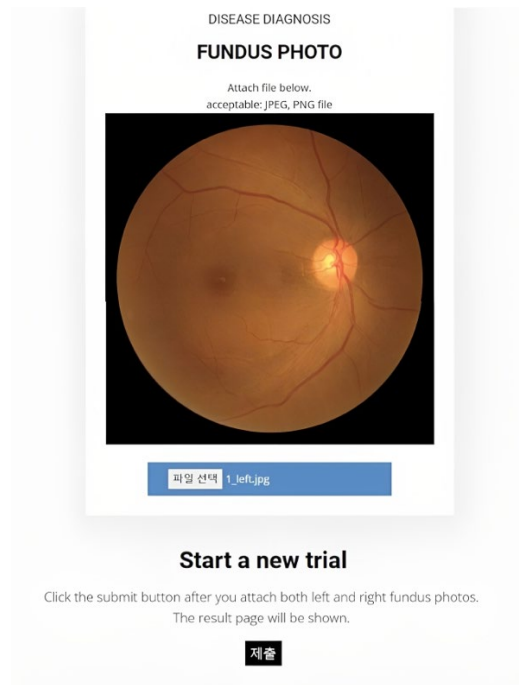 DISEASE DIAGNOSIS
FUNDUS PHOTO
Attach file below.
acceptable: JPEG, PNG file
파일 선택 1_left.jpg
Start a new trial
Click the submit button after you attach both left and right fundus photos.
The result page will be shown.
제출